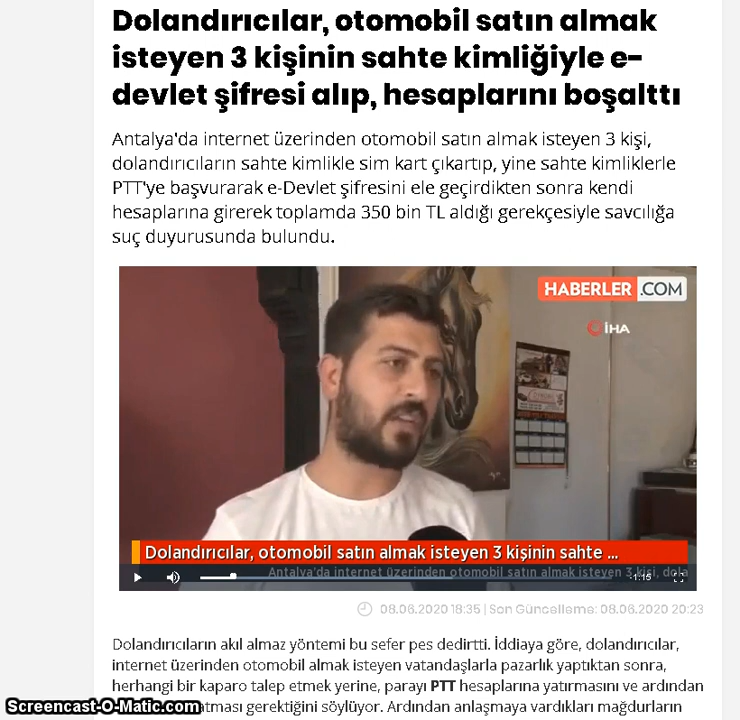 Dolandırıcılar, otomobil satın almak
isteyen 3 kişinin sahte kimliğiyle e-
devlet şifresi alıp, hesaplarını boşalttı
Antalya'da internet üzerinden otomobil satın almak isteyen 3 kişi,
dolandırıcıların sahte kimlikle sim kart çıkartıp, yine sahte kimliklerle
PTT'ye başvurarak e-Devlet şifresini ele geçirdikten sonra kendi
hesaplarına girerek toplamda 350 bin TL aldığı gerekçesiyle savcılığa
suç duyurusunda bulundu.
HABERLER.COM
İHA
Dolandırıcılar, otomobil satın almak isteyen 3 kişinin sahte ...
Antalya'da internet üzerinden otomobil satın almak isteyen 3 kişi, dola
-1:15
08.06.2020 18:35 | Son Güncelleme: 08.06.2020 20:23
Dolandırıcıların akıl almaz yöntemi bu sefer pes dedirtti. İddiaya göre, dolandırıcılar,
internet üzerinden otomobil almak isteyen vatandaşlarla pazarlık yaptıktan sonra,
herhangi bir kaparo talep etmek yerine, parayı PTT hesaplarına yatırmasını ve ardından
Screencast-O-Matic.com atması gerektiğini söylüyor. Ardından anlaşmaya vardıkları mağdurların